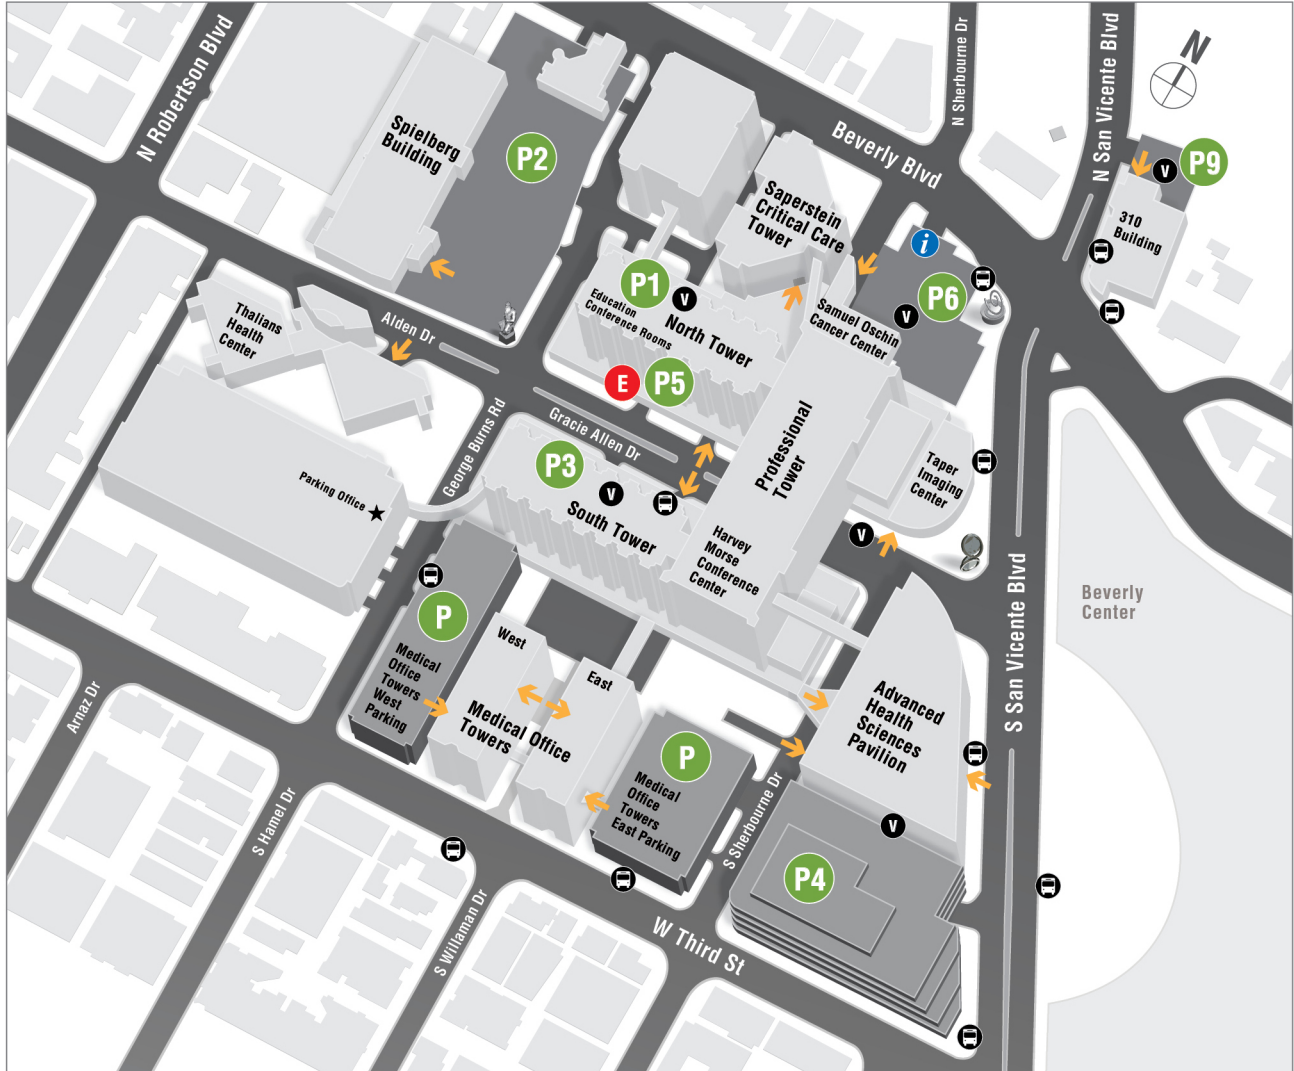 N Robertson Blvd
N Sherbourne Dr
N San Vicente Blvd
N
Beverly Blvd
Spielberg
Building
P2
P9
V
310
Building
Saperstein
Critical Care
Tower
i
P6
V
P1
V
Education
Conference Rooms
North Tower
Samuel Oschin
Cancer Center
Thalians
Health
Center
Alden Dr
E
P5
Gracie Allen Dr
George Burns Rd
Professional
Tower
Taper
Imaging
Center
P3
V
South Tower
Parking Office
V
Harvey
Morse
Conference
Center
S San Vicente Blvd
Beverly
Center
P
Medical
Office
Towers
West
Parking
West
East
Medical Office
Towers
Advanced
Health
Sciences
Pavilion
P
Medical
Office
Towers
East Parking
Arnaz Dr
S Hamel Dr
S Willaman Dr
S Sherbourne Dr
V
P4
W Third St